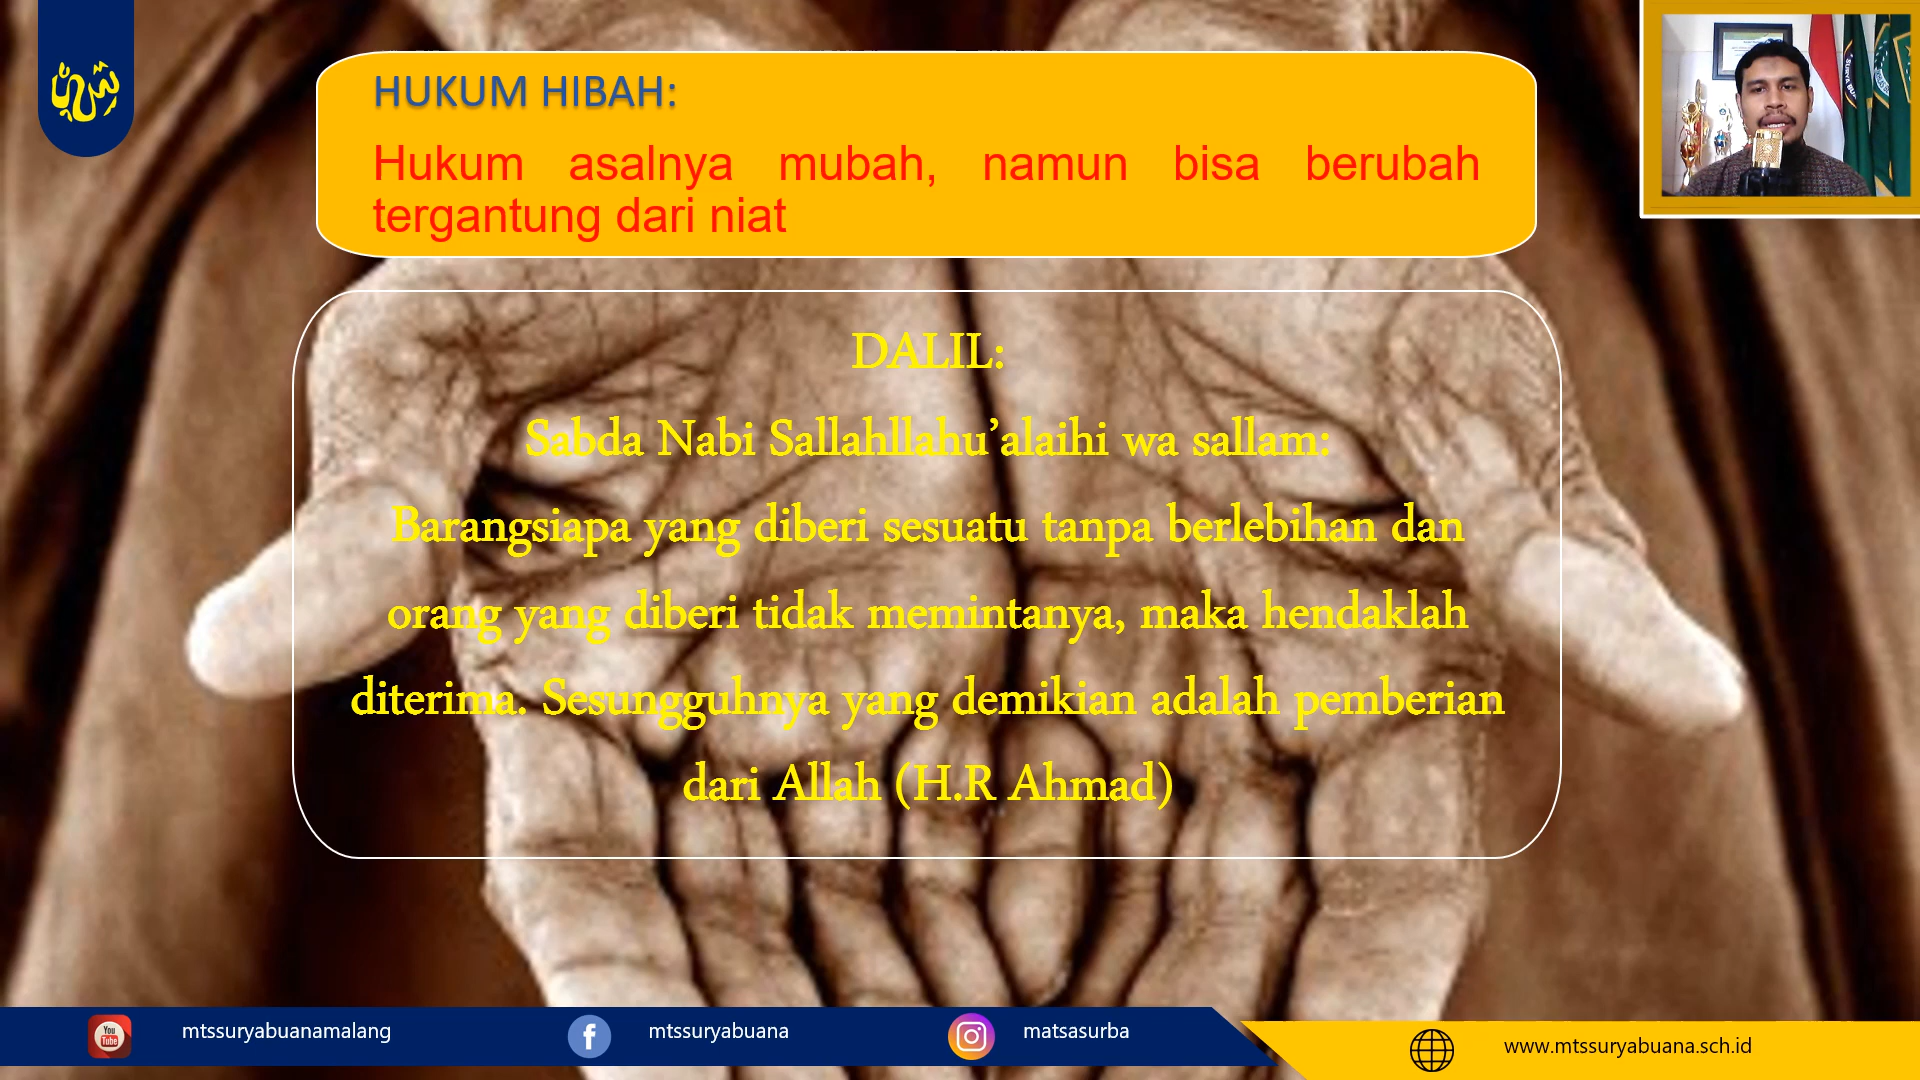 HUKUM HIBAH:
Hukum asalnya mubah, namun bisa berubah
tergantung dari niat
DALIL:
Sabda Nabi Sallahllahu’alaihi wa sallam:
Barangsiapa yang diberi sesuatu tanpa berlebihan dan
orang yang diberi tidak memintanya, maka hendaklah
diterima. Sesungguhnya yang demikian adalah pemberian
dari Allah (H.R Ahmad)
You
Tube
mtssuryabuanamalang
mtssuryabuana
matsasurba
www.mtssuryabuana.sch.id